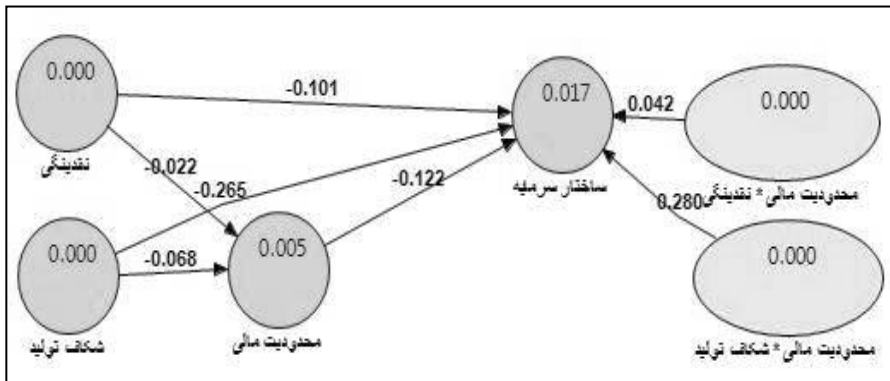 0.000
نقدینگی
0.000
شکاف تولید
0.005
محدودیت مالی
0.017
ساختار سرمایه
0.000
محدودیت مالی * نقدینگی
0.000
محدودیت مالی * شکاف تولید
-0.101
-0.022
-0.265
-0.068
-0.122
0.042
0.280